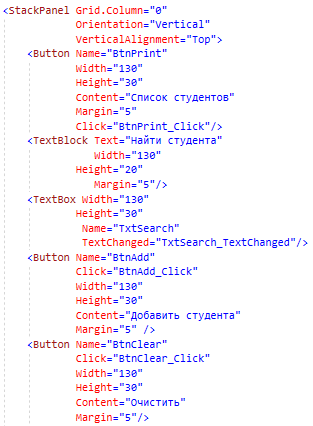 <StackPanel Grid.Column="0"
Orientation="Vertical"
VerticalAlignment="Top">
<Button Name="BtnPrint"
Width="130"
Height="30"
Content="Список студентов"
Margin="5"
Click="BtnPrint_Click"/>
<TextBlock Text="Найти студента"
Width="130"
Height="20"
Margin="5"/>
<TextBox Width="130"
Height="30"
Name="TxtSearch"
TextChanged="TxtSearch_TextChanged"/>
<Button Name="BtnAdd"
Click="BtnAdd_Click"
Width="130"
Height="30"
Content="Добавить студента"
Margin="5" />
<Button Name="BtnClear"
Click="BtnClear_Click"
Width="130"
Height="30"
Content="Очистить"
Margin="5"/>